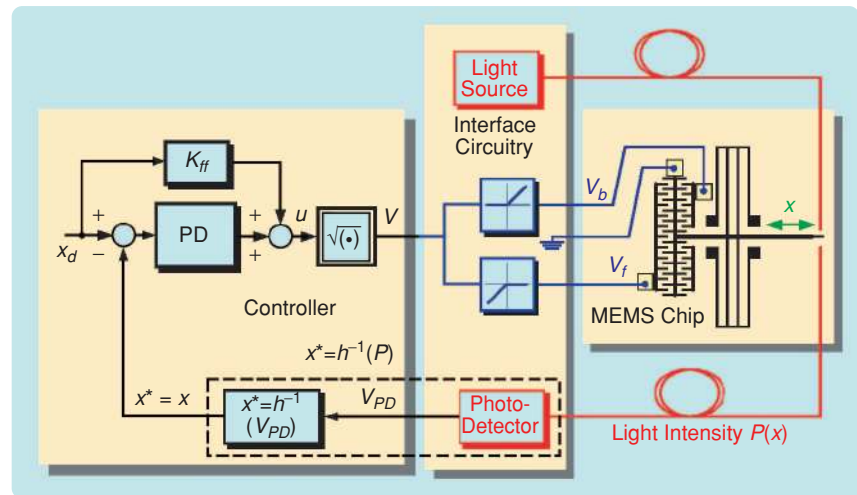 Light
Source
Interface
Circuitry
K_ff
+
−
x_d
PD
+
+
u
√(•)
V
Controller
V_b
V_f
x
MEMS Chip
x* = h⁻¹(P)
x* = x
x* = h⁻¹
(V_PD)
V_PD
Photo-
Detector
Light Intensity P(x)